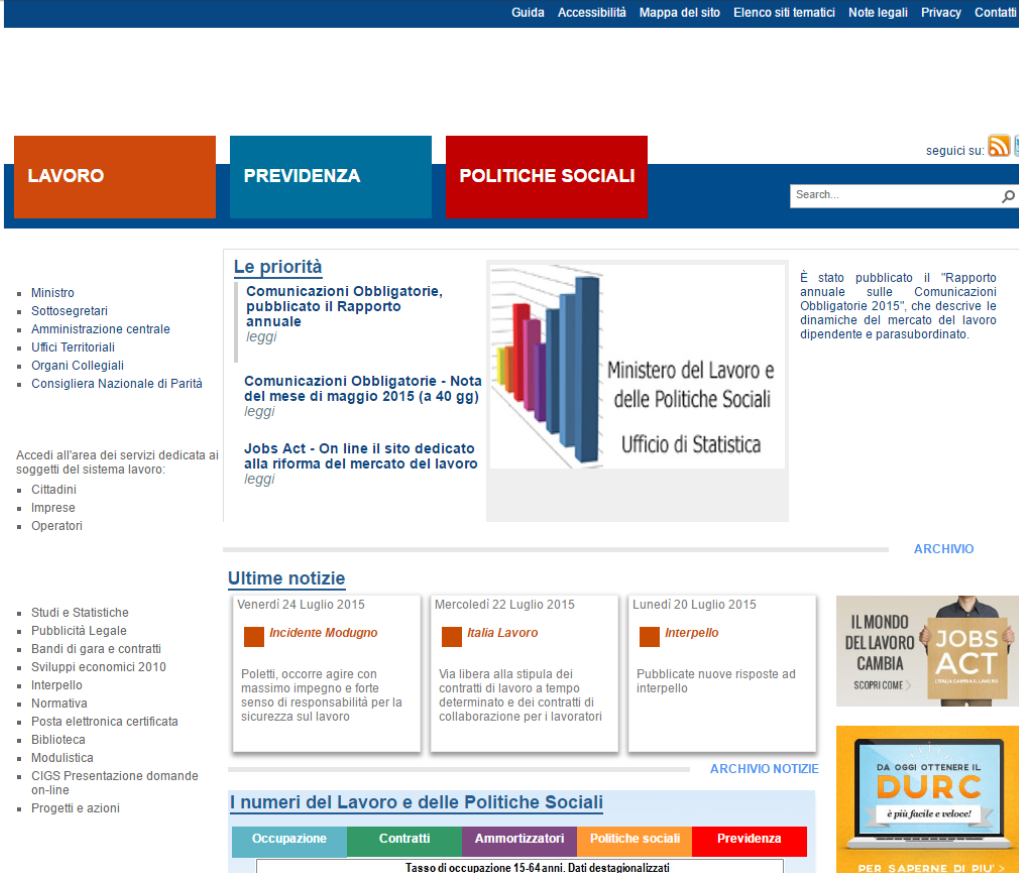 Guida Accessibilità Mappa del sito Elenco siti tematici Note legali Privacy Contatti
seguici su:
LAVORO
PREVIDENZA
POLITICHE SOCIALI
Search...
Ministro
Sottosegretari
Amministrazione centrale
Uffici Territoriali
Organi Collegiali
Consigliera Nazionale di Parità
Accedi all'area dei servizi dedicata ai
soggetti del sistema lavoro:
Cittadini
Imprese
Operatori
Studi e Statistiche
Pubblicità Legale
Bandi di gara e contratti
Sviluppi economici 2010
Interpello
Normativa
Posta elettronica certificata
Biblioteca
Modulistica
CIGS Presentazione domande
on-line
Progetti e azioni
Le priorità
Comunicazioni Obbligatorie,
pubblicato il Rapporto
annuale
leggi
Comunicazioni Obbligatorie - Nota
del mese di maggio 2015 (a 40 gg)
leggi
Jobs Act - On line il sito dedicato
alla riforma del mercato del lavoro
leggi
Ministero del Lavoro e
delle Politiche Sociali
Ufficio di Statistica
È stato pubblicato il "Rapporto
annuale sulle Comunicazioni
Obbligatorie 2015", che descrive le
dinamiche del mercato del lavoro
dipendente e parasubordinato.
ARCHIVIO
Ultime notizie
Venerdì 24 Luglio 2015
Incidente Modugno
Poletti, occorre agire con
massimo impegno e forte
senso di responsabilità per la
sicurezza sul lavoro
Mercoledì 22 Luglio 2015
Italia Lavoro
Via libera alla stipula dei
contratti di lavoro a tempo
determinato e dei contratti di
collaborazione per i lavoratori
Lunedì 20 Luglio 2015
Interpello
Pubblicate nuove risposte ad
interpello
ARCHIVIO NOTIZIE
IL MONDO
DEL LAVORO
CAMBIA
SCOPRI COME >
JOBS
ACT
L'ITALIA CAMBIA IL LAVORO
DA OGGI OTTENERE IL
DURC
è più facile e veloce!
PER SAPERNE DI PIU' >
I numeri del Lavoro e delle Politiche Sociali
Occupazione Contratti Ammortizzatori Politiche sociali Previdenza
Tasso di occupazione 15-64 anni. Dati destagionalizzati